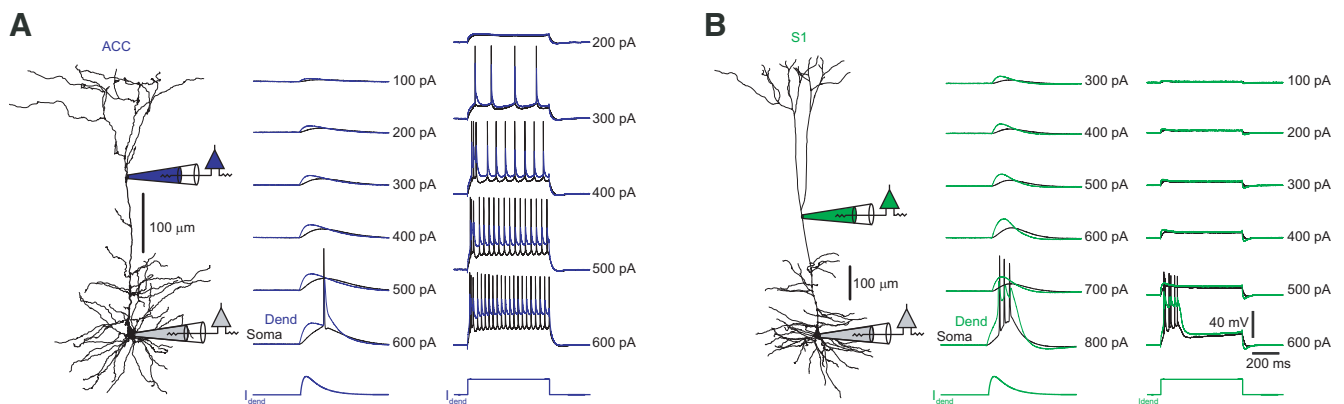 A
ACC
100 μm
Dend
Soma
100 pA
200 pA
300 pA
400 pA
500 pA
600 pA
I dend
200 pA
300 pA
400 pA
500 pA
600 pA
I dend
B
S1
100 μm
Dend
Soma
300 pA
400 pA
500 pA
600 pA
700 pA
800 pA
I dend
100 pA
200 pA
300 pA
400 pA
500 pA
40 mV
600 pA
200 ms
Idend